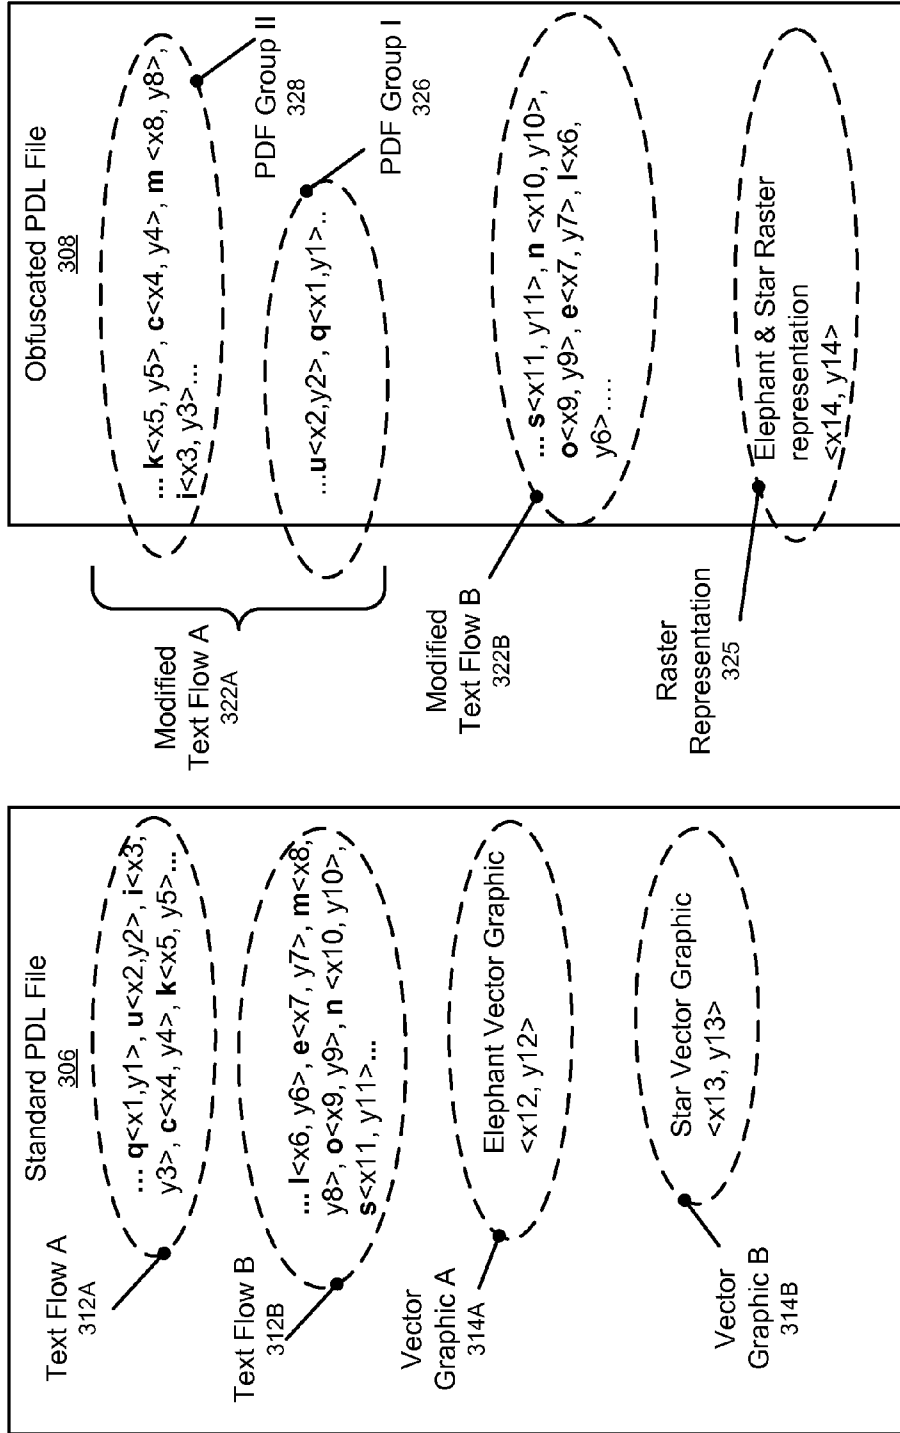 Standard PDL File
306
Text Flow A
312A
... q<x1,y1>, u<x2,y2>, i<x3,
y3>, c<x4, y4>, k<x5, y5>...
Text Flow B
312B
... l<x6, y6>, e<x7, y7>, m<x8,
y8>, o<x9, y9>, n <x10, y10>,
s<x11, y11>...
Vector
Graphic A
314A
Elephant Vector Graphic
<x12, y12>
Vector
Graphic B
314B
Star Vector Graphic
<x13, y13>
Obfuscated PDL File
308
Modified
Text Flow A
322A
... k<x5, y5>, c<x4, y4>, m <x8, y8>,
i<x3, y3>...
PDF Group II
328
...u<x2,y2>, q<x1,y1>..
PDF Group I
326
Modified
Text Flow B
322B
... s<x11, y11>, n <x10, y10>,
o<x9, y9>, e<x7, y7>, l<x6,
y6>....
Raster
Representation
325
Elephant & Star Raster
representation
<x14, y14>